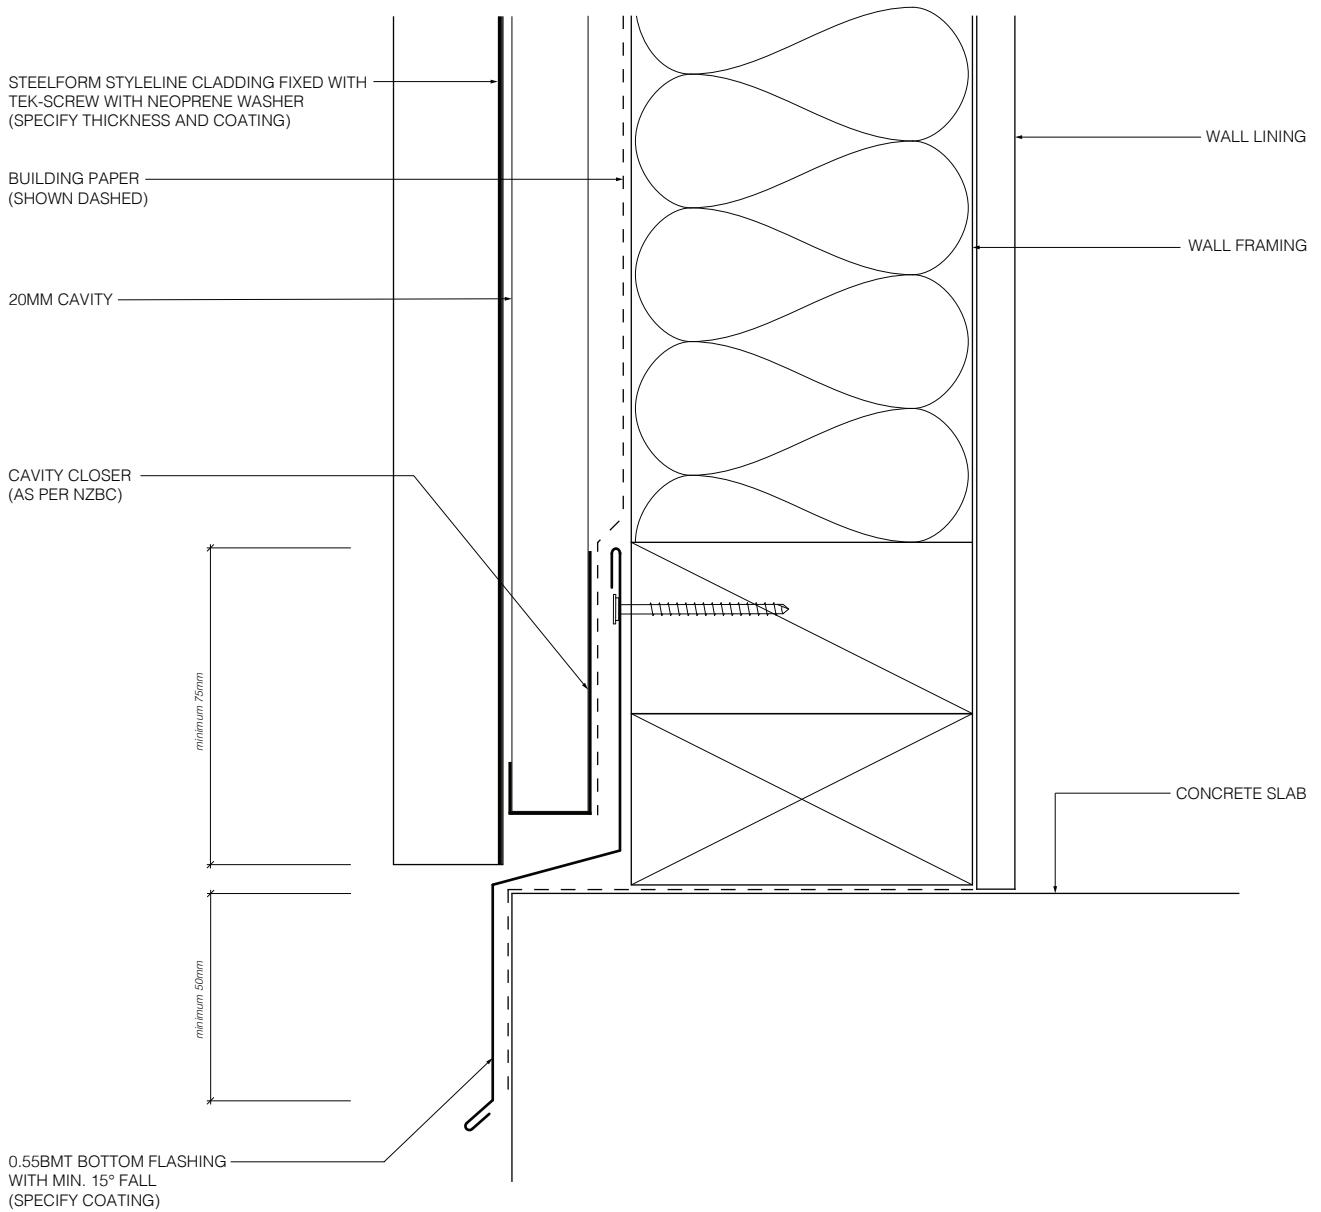 STEELFORM STYLELINE CLADDING FIXED WITH
TEK-SCREW WITH NEOPRENE WASHER
(SPECIFY THICKNESS AND COATING)
WALL LINING
BUILDING PAPER
(SHOWN DASHED)
WALL FRAMING
20MM CAVITY
CAVITY CLOSER
(AS PER NZBC)
minimum 75mm
CONCRETE SLAB
minimum 50mm
0.55BMT BOTTOM FLASHING
WITH MIN. 15° FALL
(SPECIFY COATING)